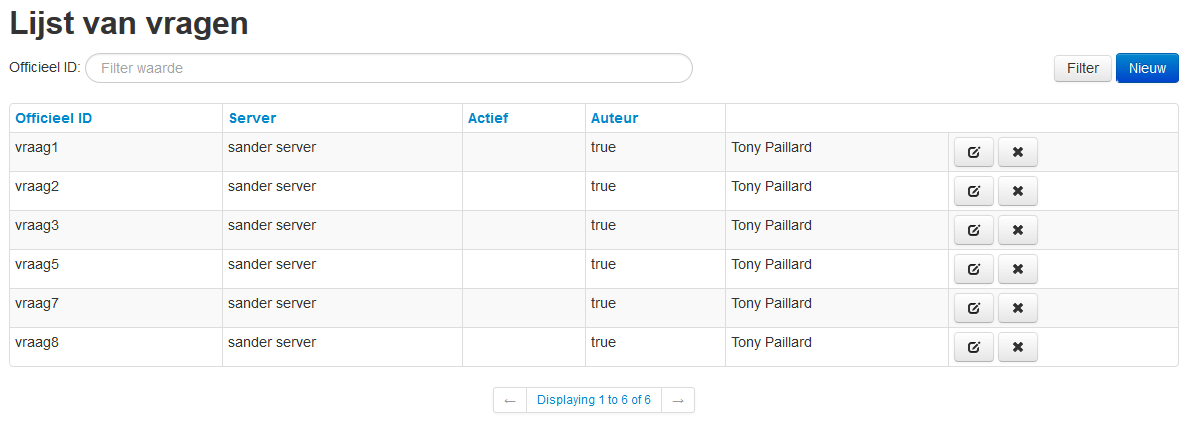 Lijst van vragen
Officieel ID: Filter waarde Filter Nieuw
Officieel ID Server Actief Auteur
vraag1 sander server true Tony Paillard
vraag2 sander server true Tony Paillard
vraag3 sander server true Tony Paillard
vraag5 sander server true Tony Paillard
vraag7 sander server true Tony Paillard
vraag8 sander server true Tony Paillard
← Displaying 1 to 6 of 6 →